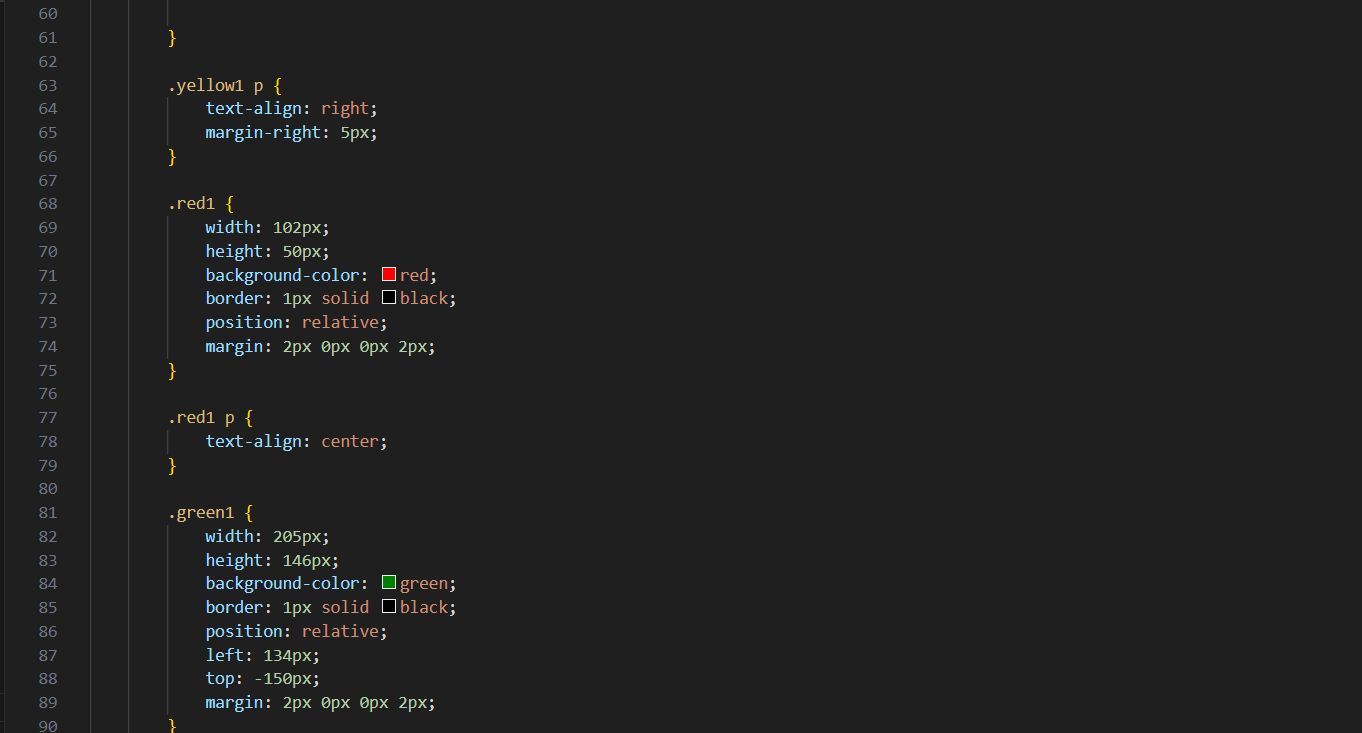 60
61 }
62
63 .yellow1 p {
64 text-align: right;
65 margin-right: 5px;
66 }
67
68 .red1 {
69 width: 102px;
70 height: 50px;
71 background-color: red;
72 border: 1px solid black;
73 position: relative;
74 margin: 2px 0px 0px 2px;
75 }
76
77 .red1 p {
78 text-align: center;
79 }
80
81 .green1 {
82 width: 205px;
83 height: 146px;
84 background-color: green;
85 border: 1px solid black;
86 position: relative;
87 left: 134px;
88 top: -150px;
89 margin: 2px 0px 0px 2px;
90 }